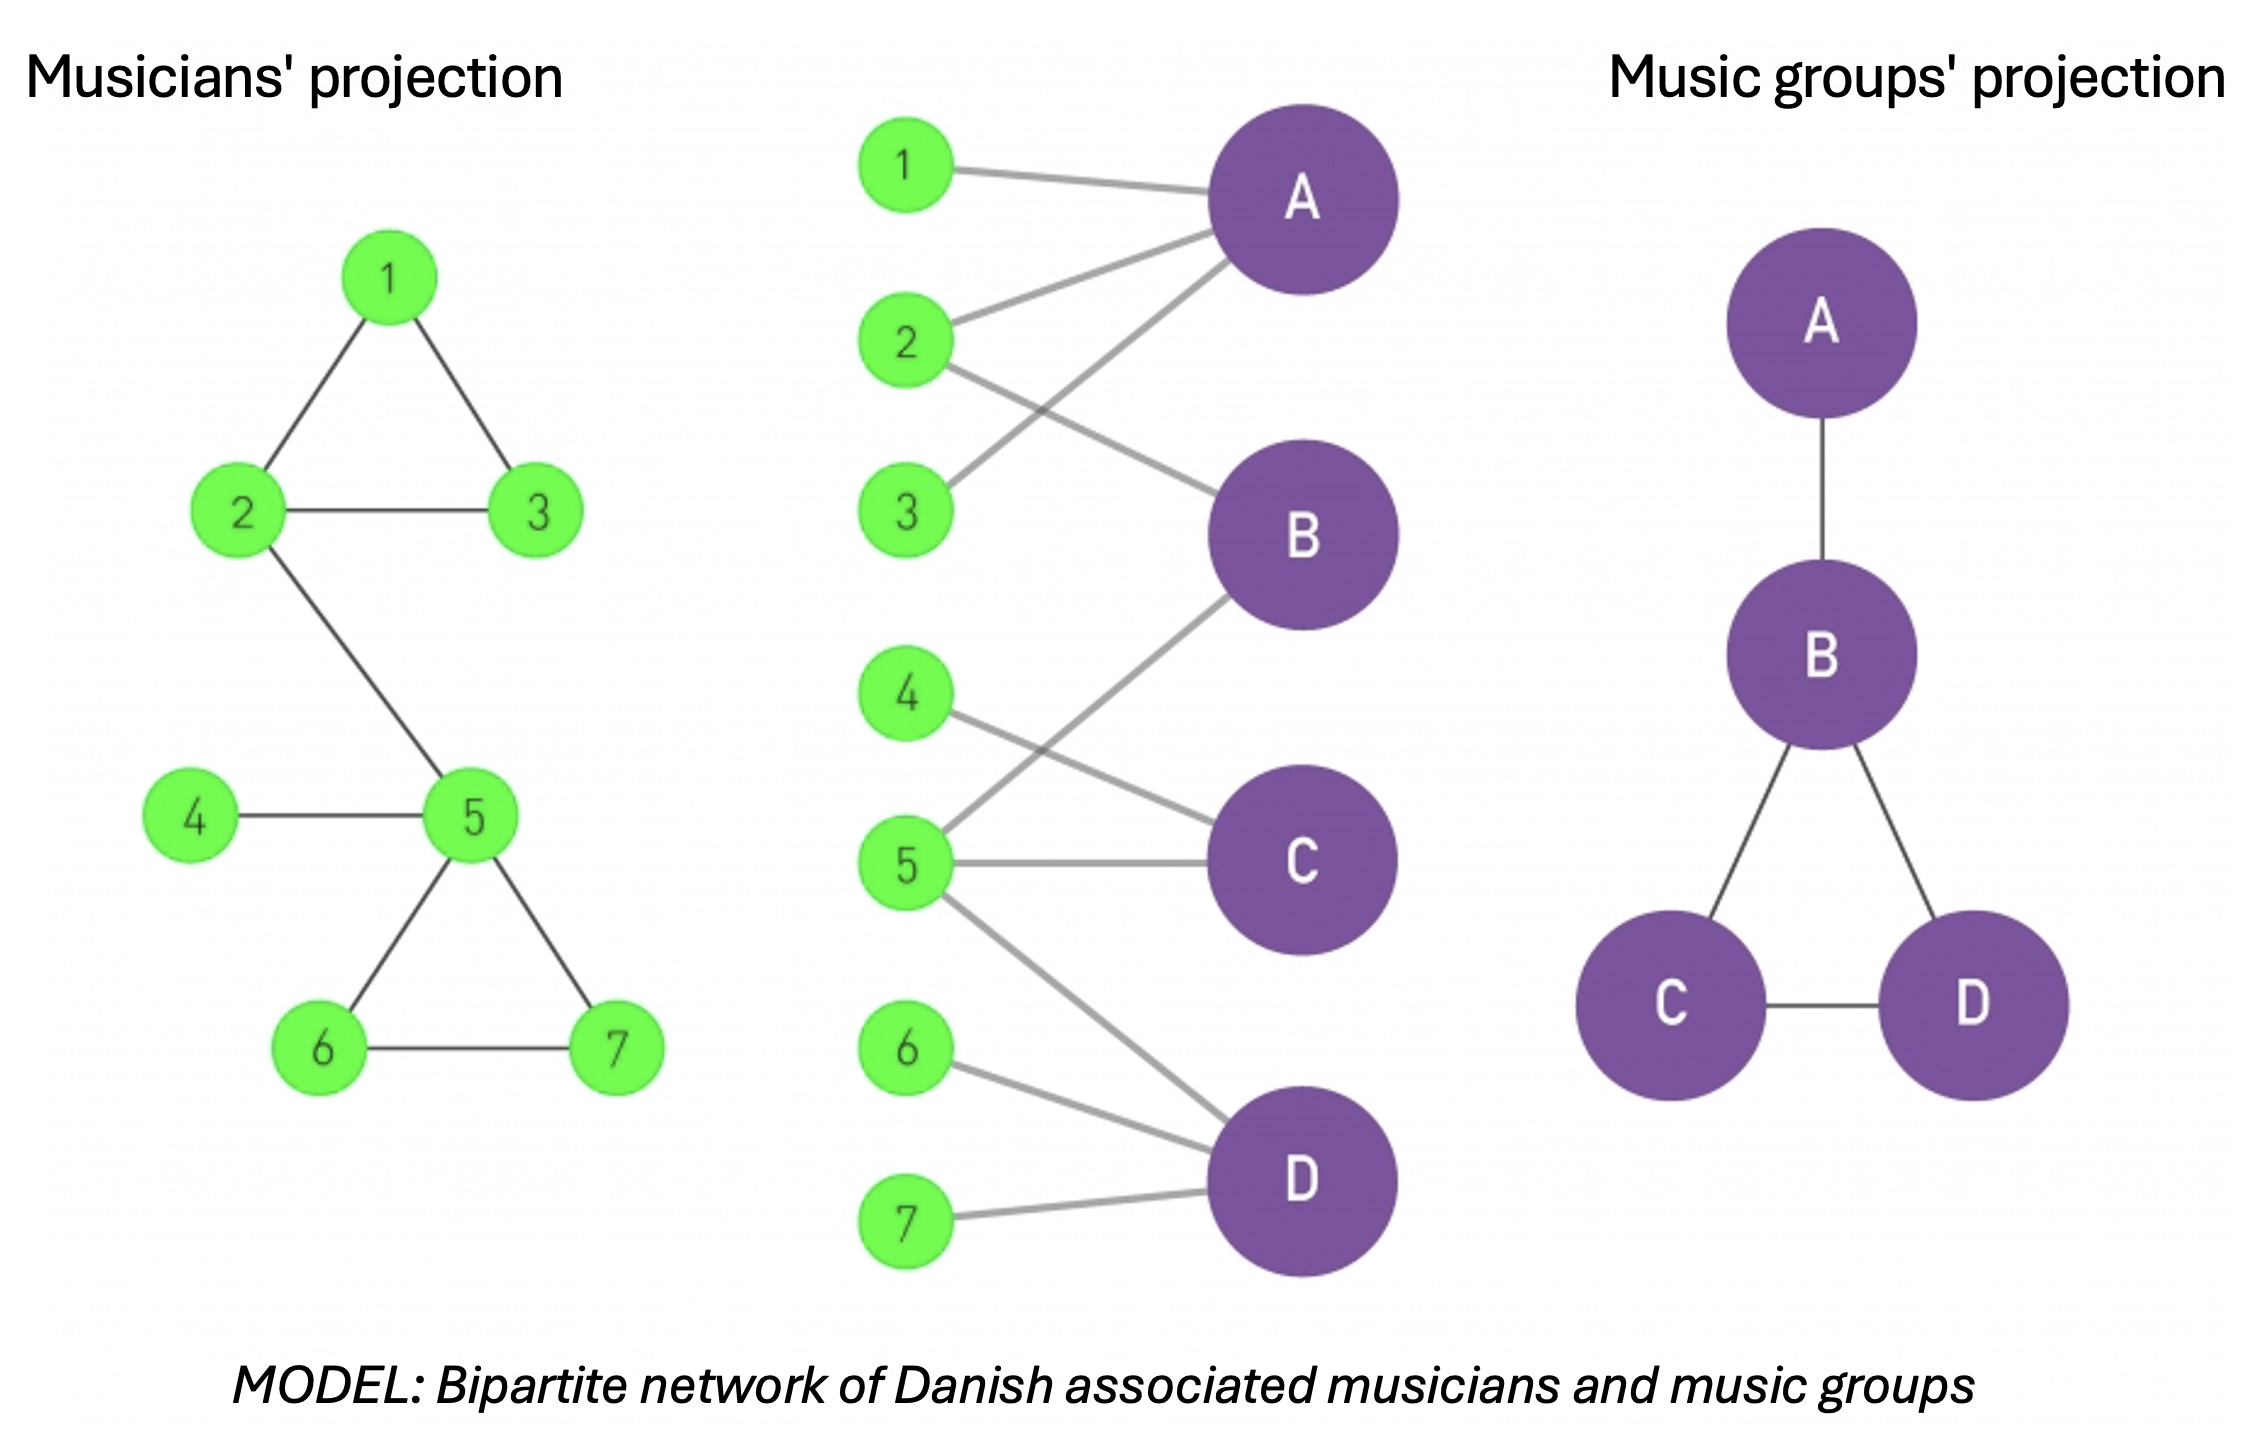 Musicians' projection
Music groups' projection
1
2
3
4
5
6
7
1
2
3
4
5
6
7
A
B
C
D
A
B
C
D
MODEL: Bipartite network of Danish associated musicians and music groups